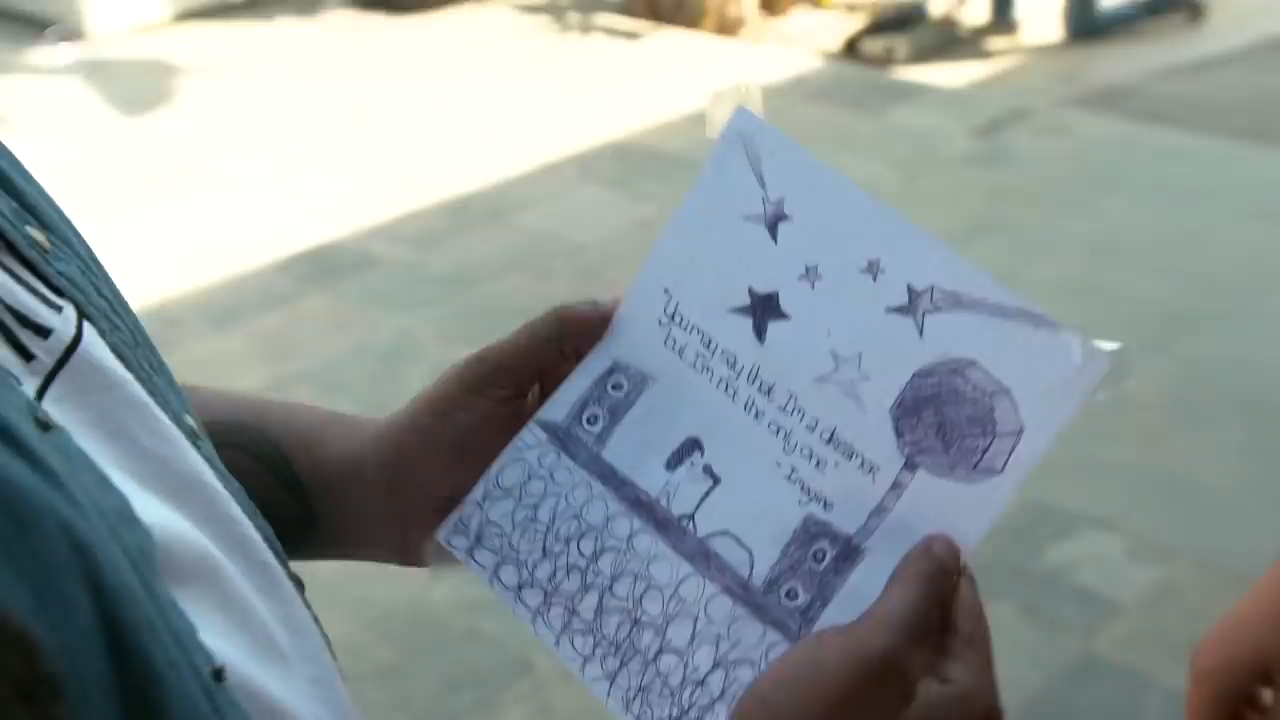 "You may say that I'm a dreamer
but I'm not the only one"
- Imagine